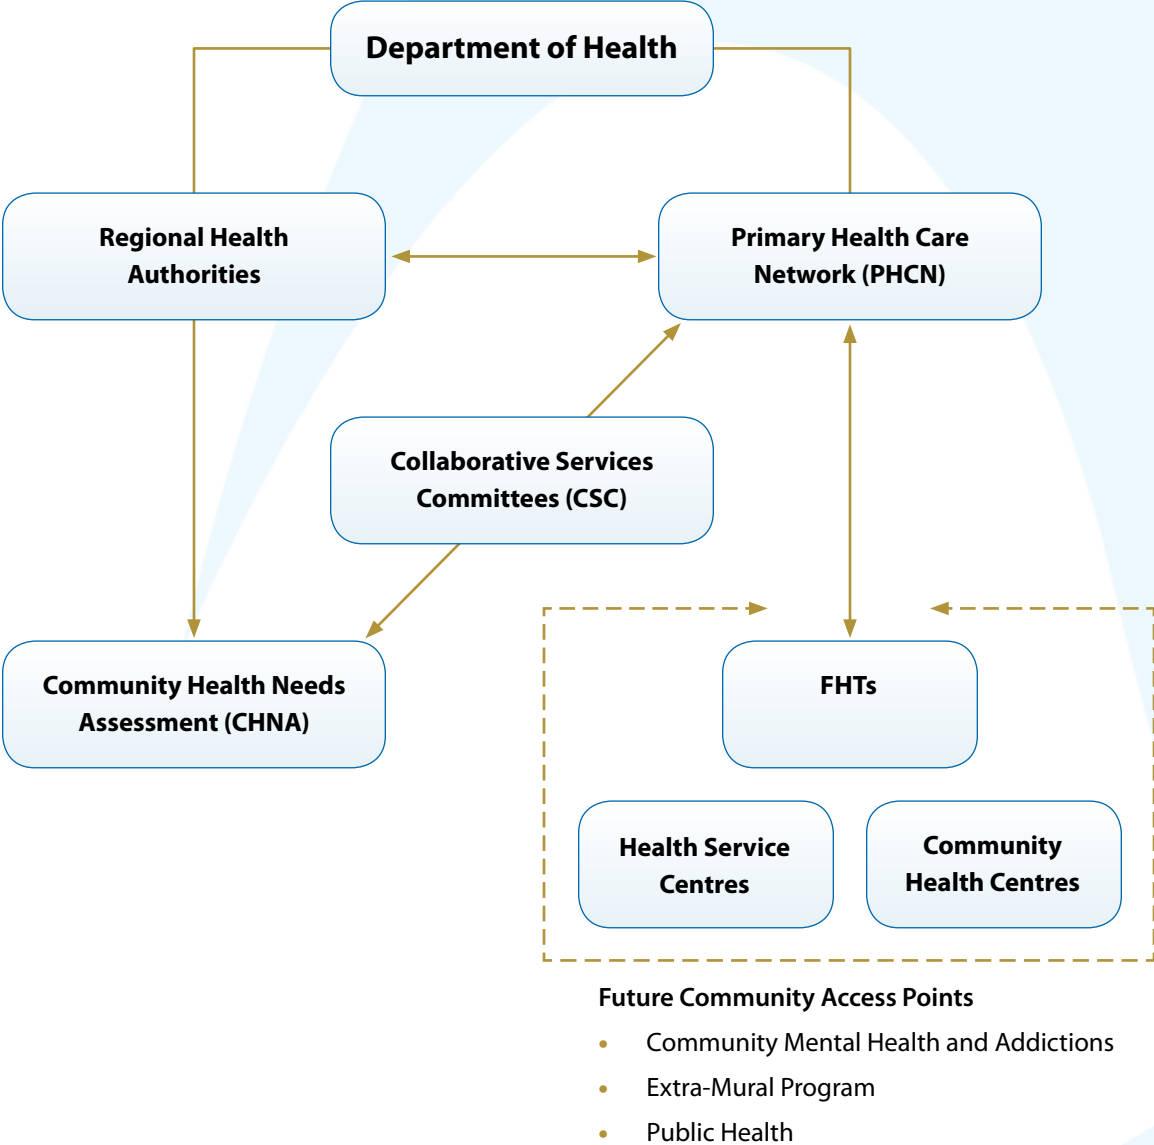 Department of Health
Regional Health
Authorities
Primary Health Care
Network (PHCN)
Collaborative Services
Committees (CSC)
Community Health Needs
Assessment (CHNA)
FHTs
Health Service
Centres
Community
Health Centres
Future Community Access Points
• Community Mental Health and Addictions
• Extra-Mural Program
• Public Health